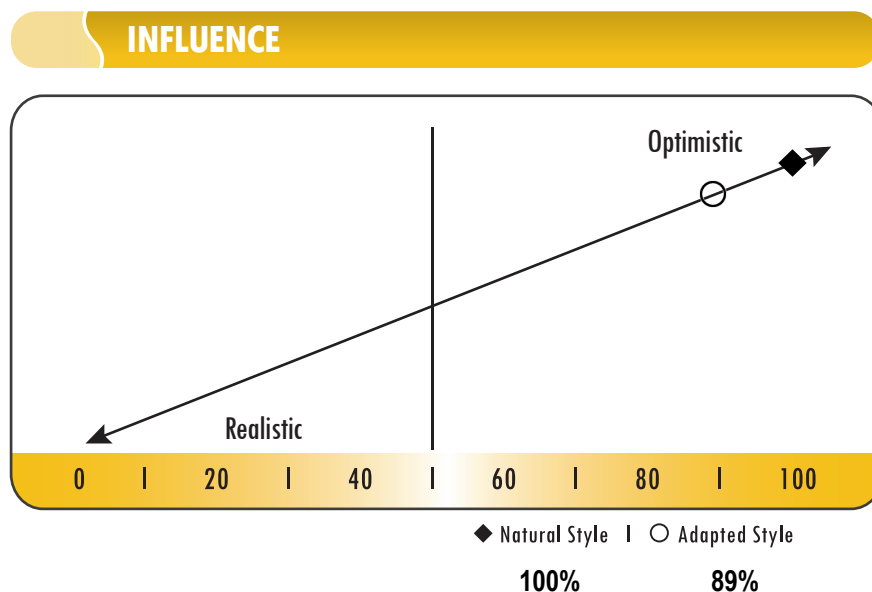 INFLUENCE
Optimistic
Realistic
0 I 20 I 40 I 60 I 80 I 100
Natural Style I Adapted Style
100% 89%